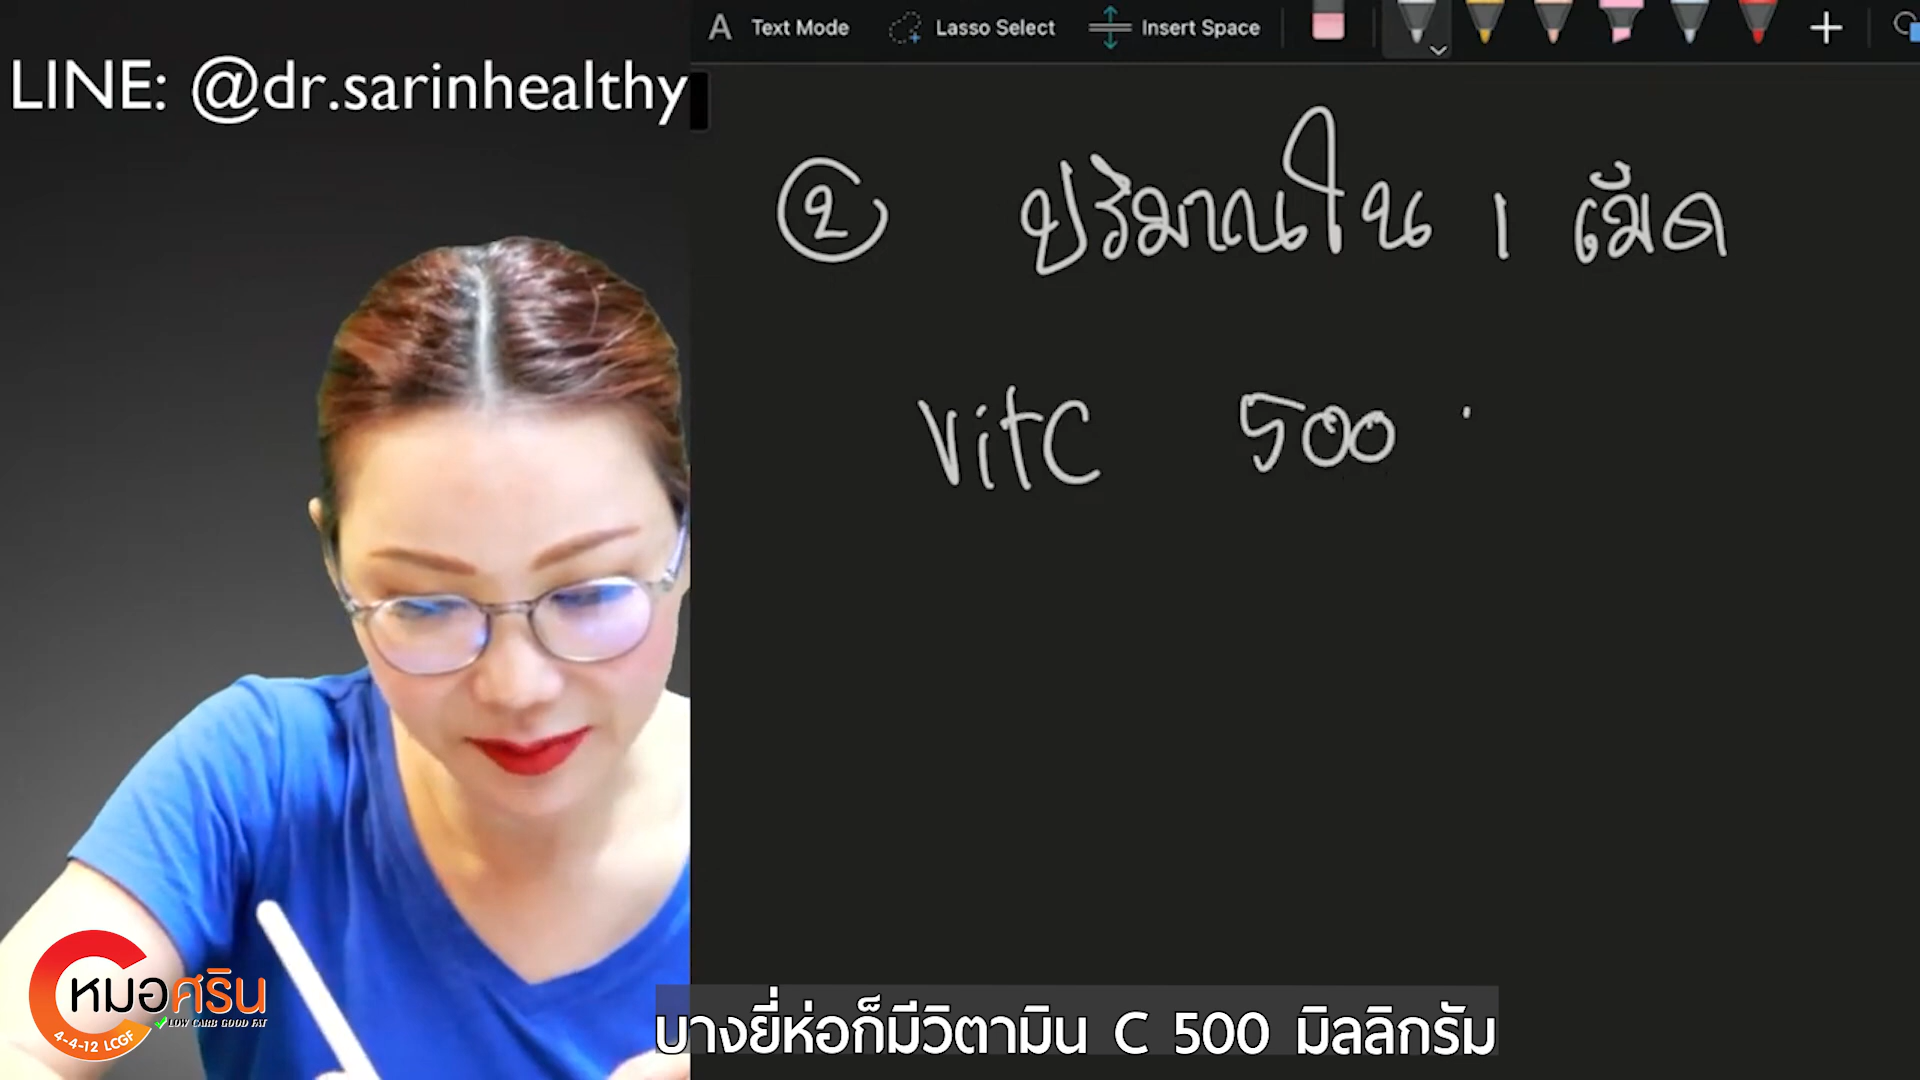 LINE: @dr.sarinhealthy
Text Mode
Lasso Select
Insert Space
② ปริมาณใน 1 เม็ด
Vit C 500
หมอศริน
LOW CARB GOOD FAT
4-4-12 LCGF
บางยี่ห่อก็มีวิตามิน C 500 มิลลิกรัม